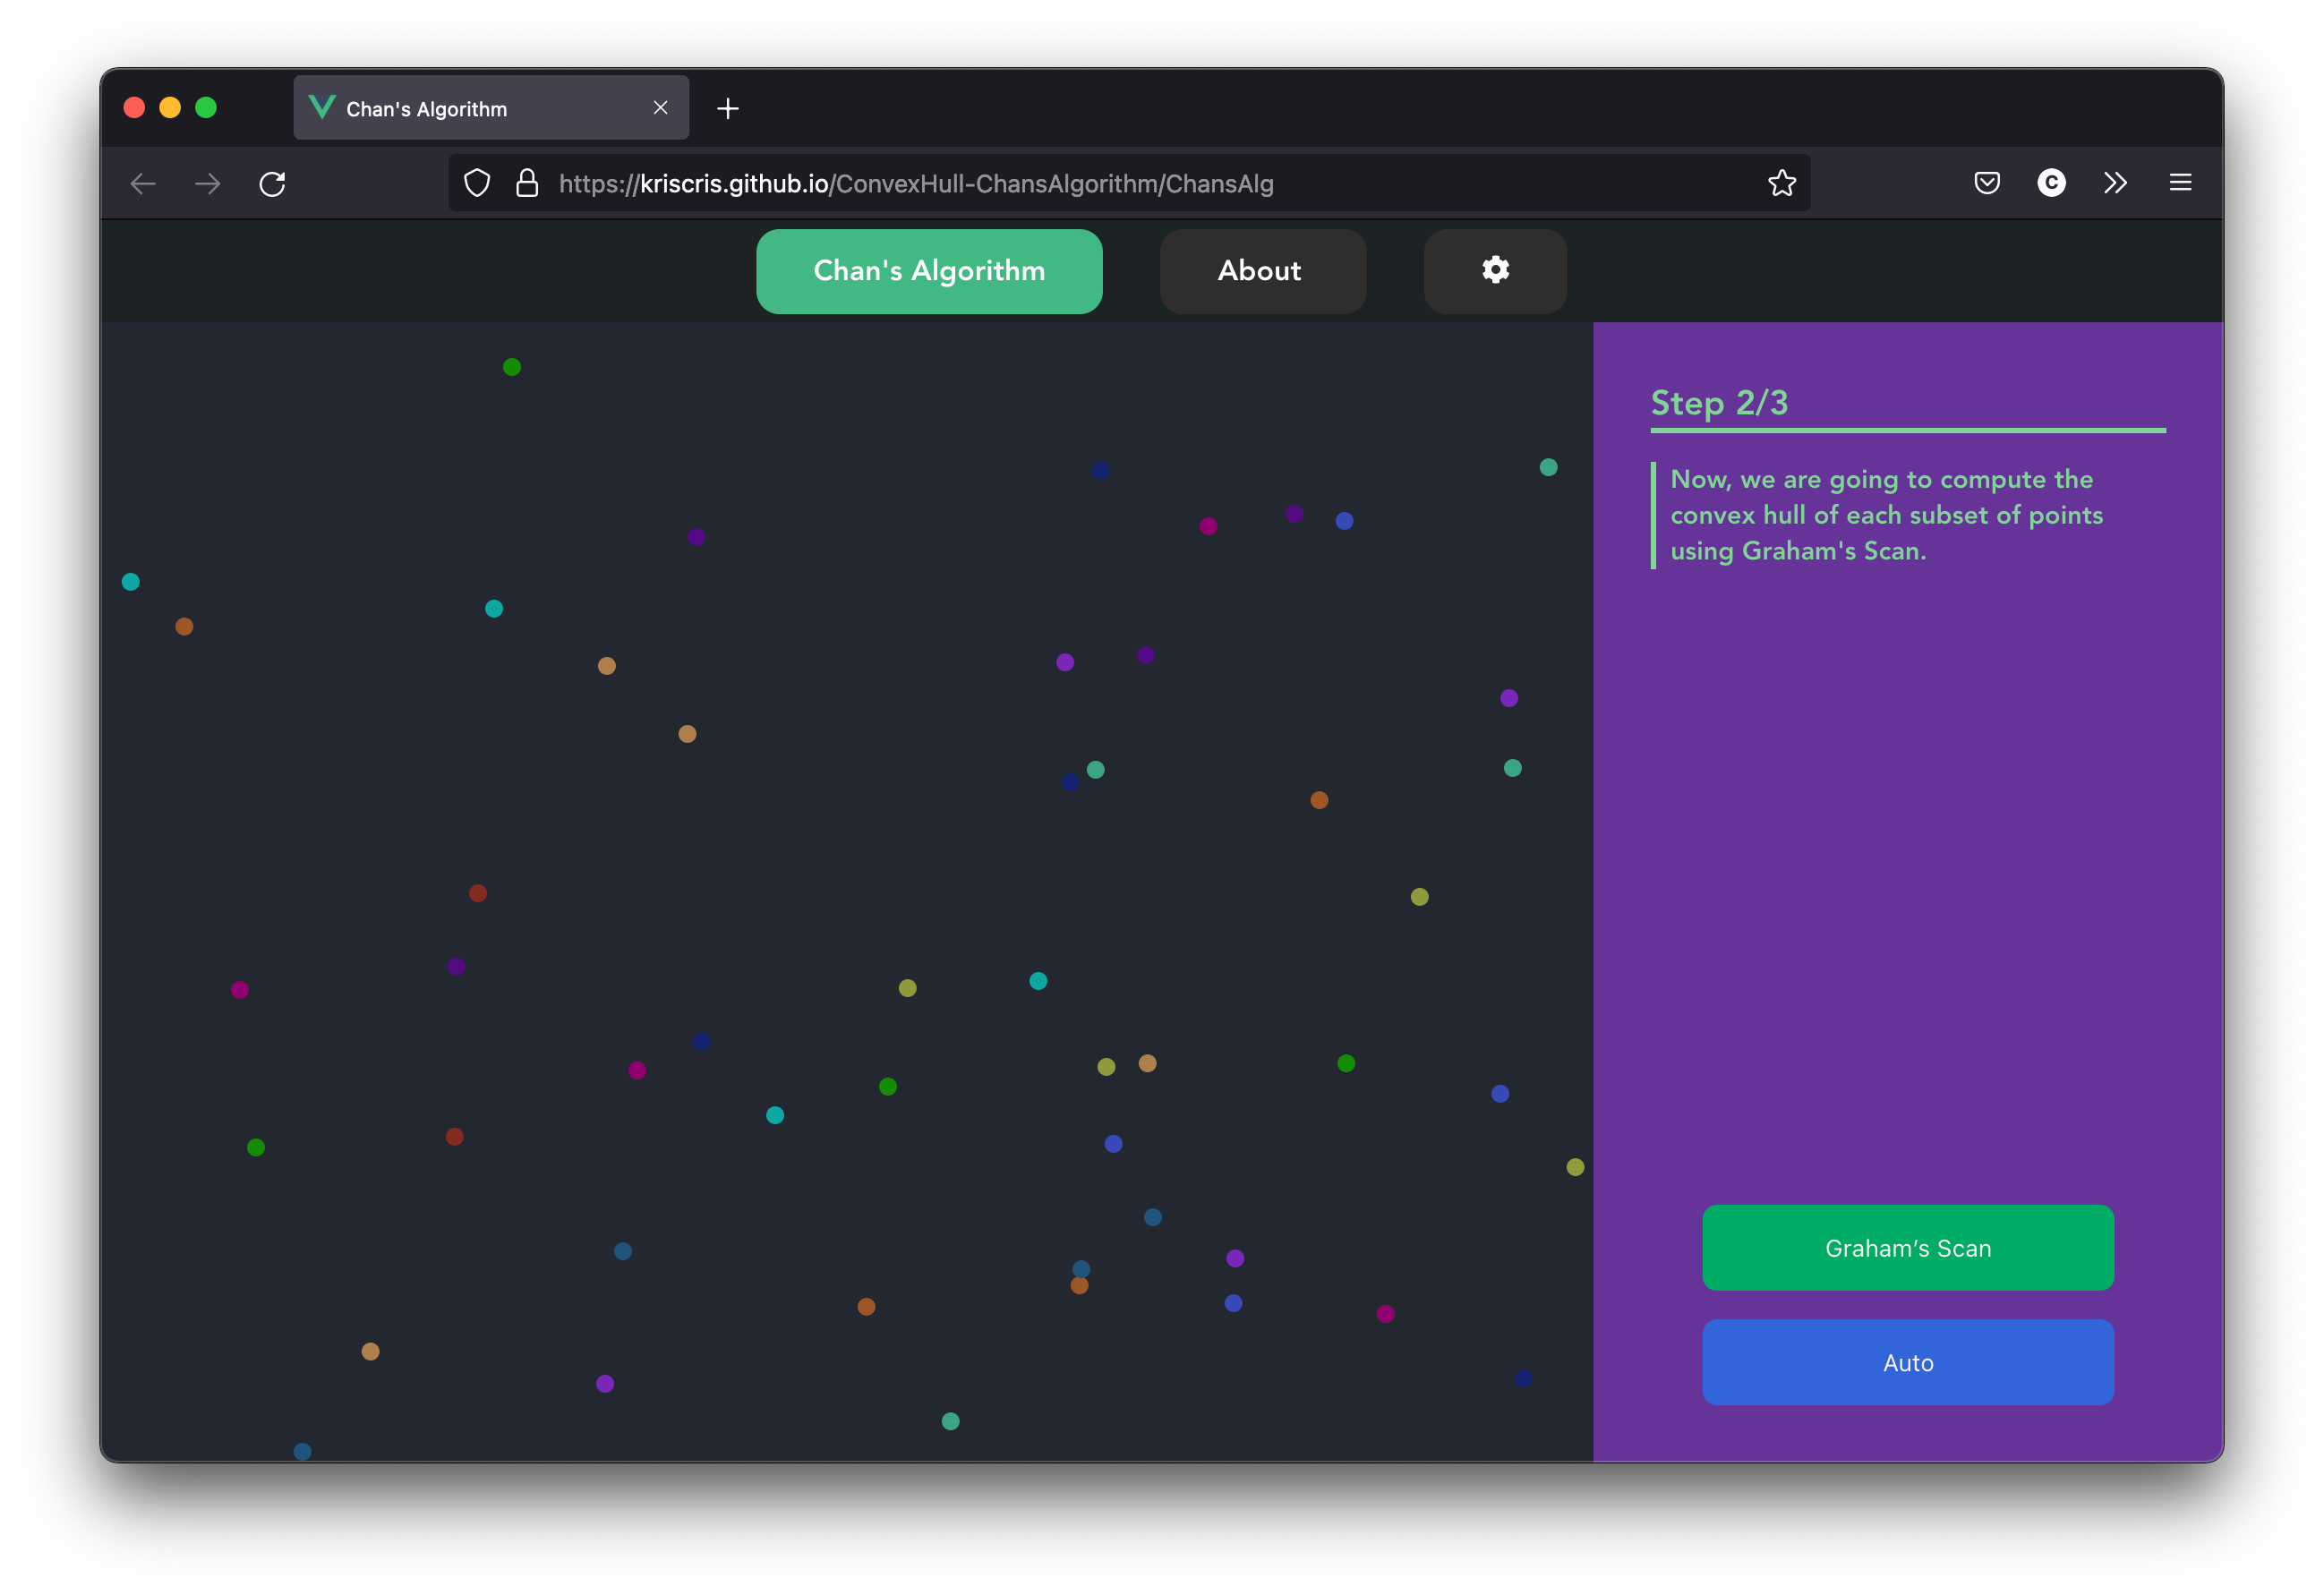 Chan's Algorithm
https://kriscris.github.io/ConvexHull-ChansAlgorithm/ChansAlg
C
Chan's Algorithm
About
Step 2/3
Now, we are going to compute the
convex hull of each subset of points
using Graham's Scan.
Graham’s Scan
Auto